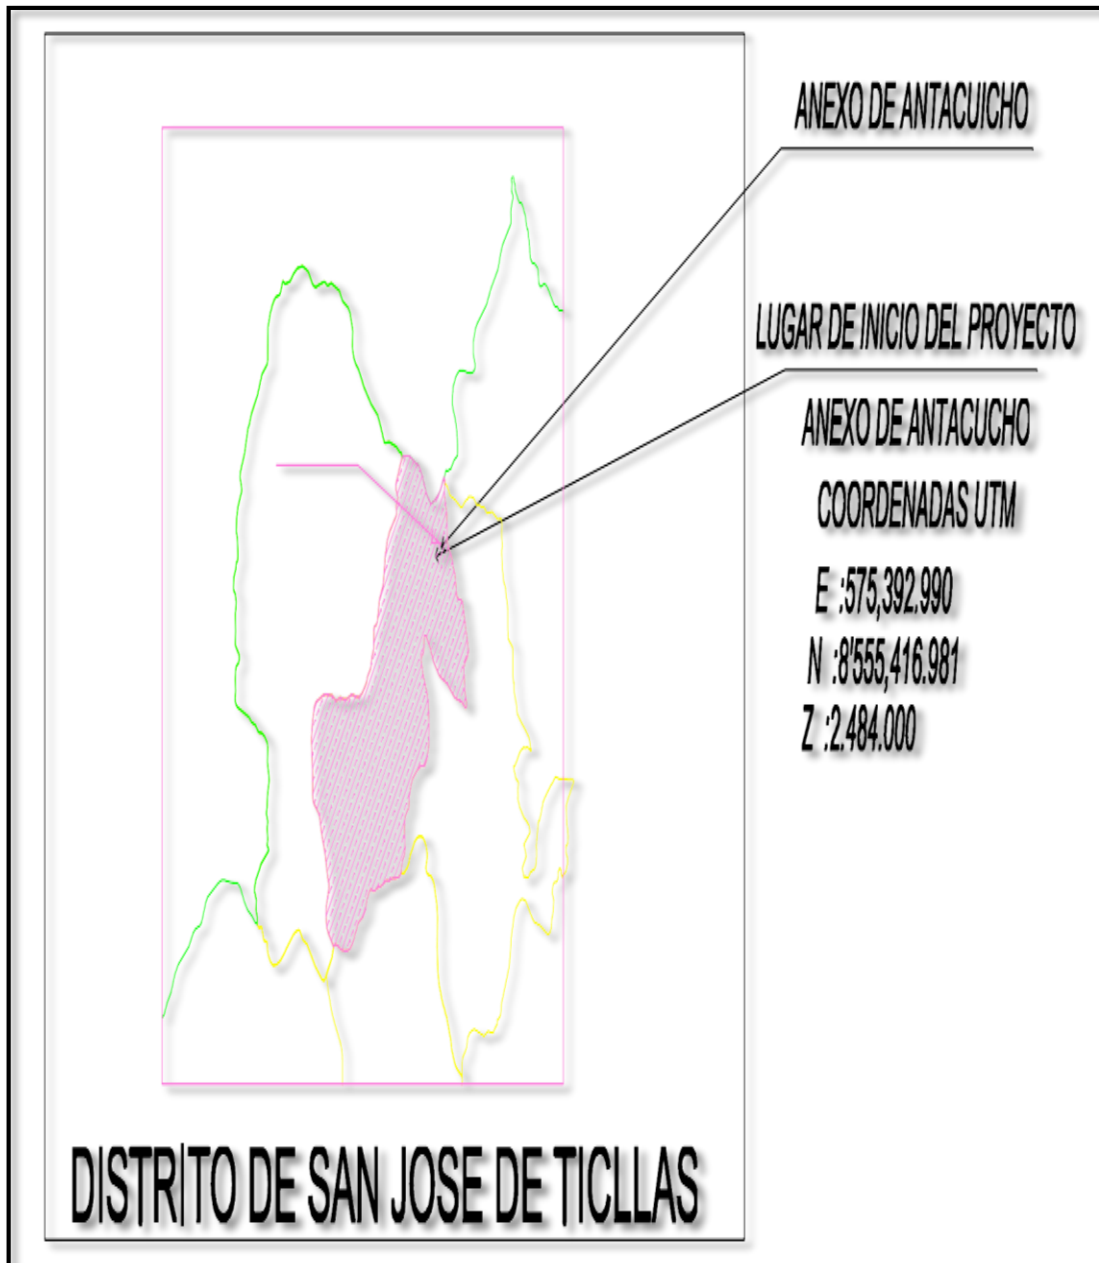 ANEXO DE ANTACUICHO
LUGAR DE INICIO DEL PROYECTO
ANEXO DE ANTACUCHO
COORDENADAS UTM
E :575,392.990
N :8'555,416.981
Z :2.484.000
DISTRITO DE SAN JOSE DE TICLLAS